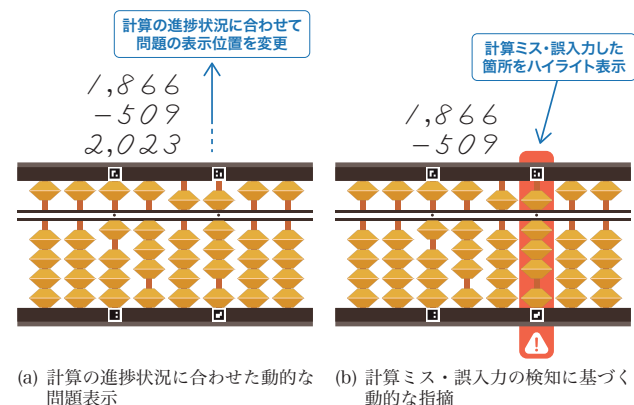 計算の進捗状況に合わせて
問題の表示位置を変更
1,866
−509
2,023
計算ミス・誤入力した
箇所をハイライト表示
1,866
−509
(a) 計算の進捗状況に合わせた動的な
問題表示
(b) 計算ミス・誤入力の検知に基づく
動的な指摘